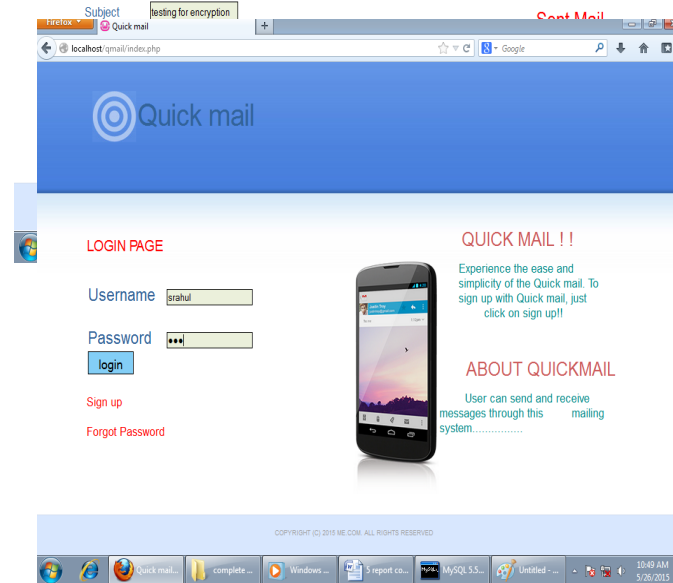 Subject testing for encryption Sent Mail
Firefox
Quick mail +
localhost/qmail/index.php Google
Quick mail
LOGIN PAGE
Username srahul
Password •••
login
Sign up
Forgot Password
QUICK MAIL ! !
Experience the ease and
simplicity of the Quick mail. To
sign up with Quick mail, just
click on sign up!!
ABOUT QUICKMAIL
User can send and receive
messages through this mailing
system................
COPYRIGHT (C) 2015 ME.COM. ALL RIGHTS RESERVED
Quick mail... complete ... Windows ... 5 report co... MySQL 5.5... Untitled - ... 10:49 AM
5/26/2015